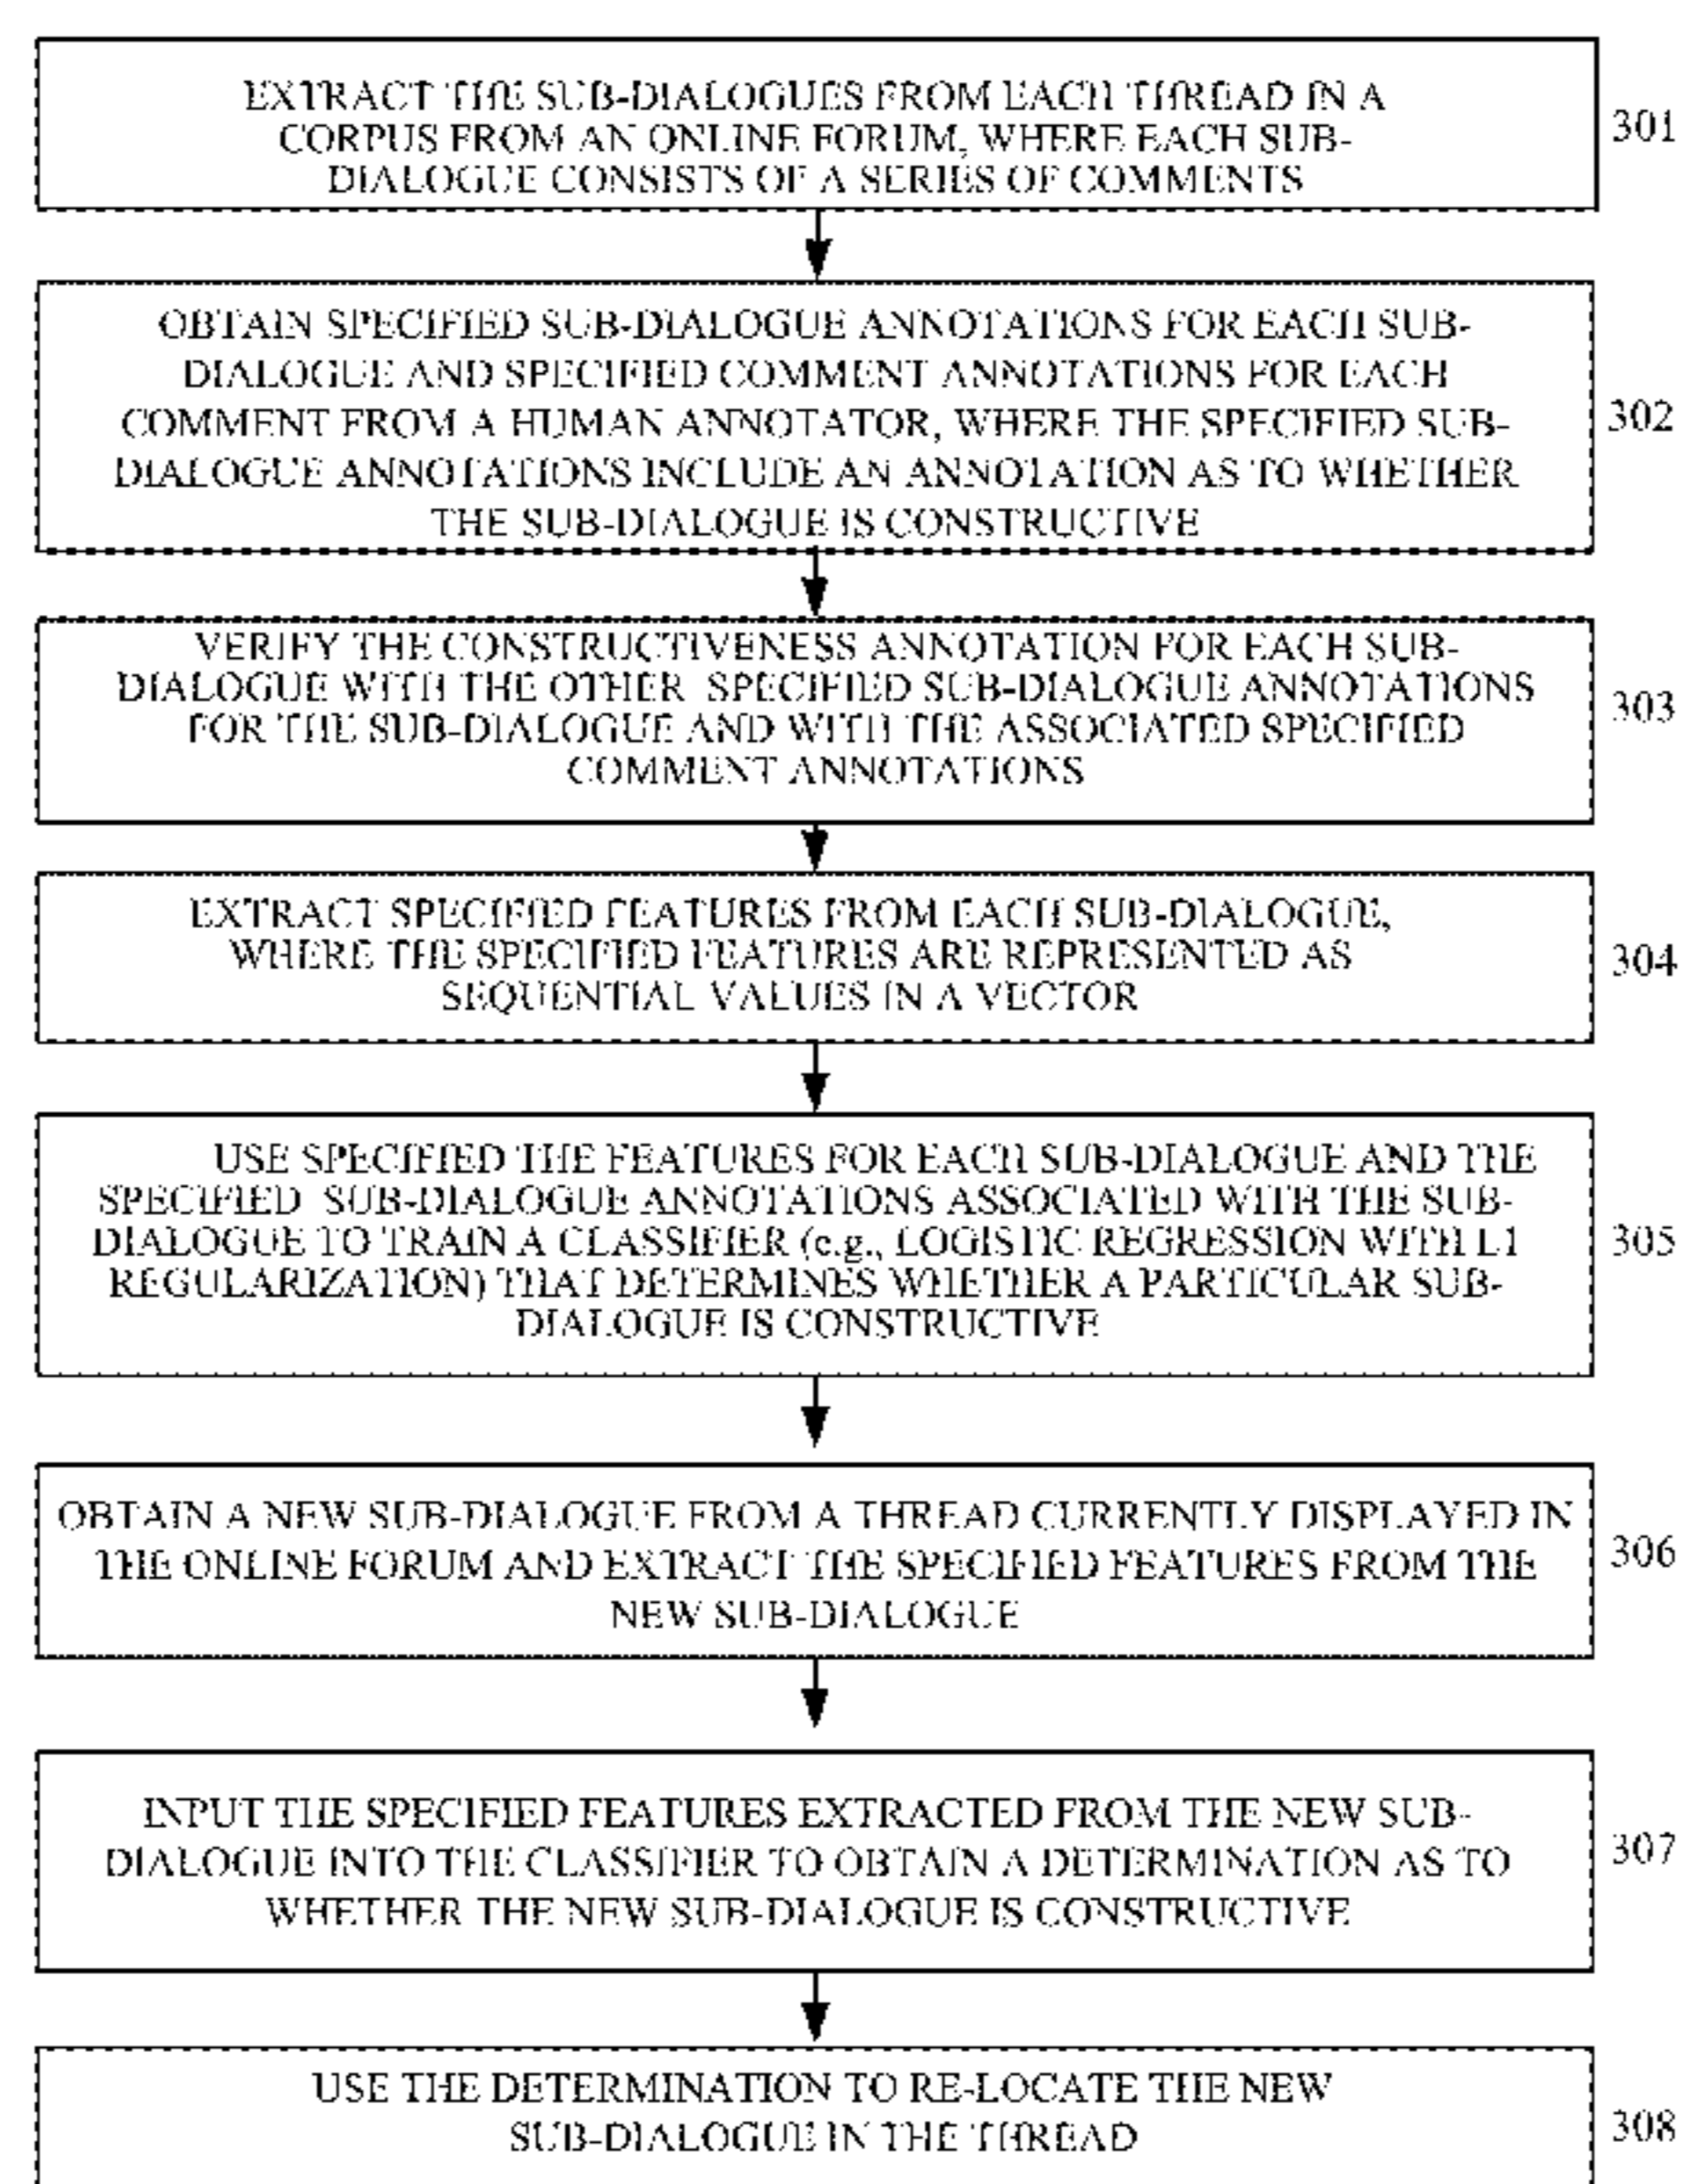 EXTRACT THE SUB-DIALOGUES FROM EACH THREAD IN A
CORPUS FROM AN ONLINE FORUM, WHERE EACH SUB-
DIALOGUE CONSISTS OF A SERIES OF COMMENTS
301
OBTAIN SPECIFIED SUB-DIALOGUE ANNOTATIONS FOR EACH SUB-
DIALOGUE AND SPECIFIED COMMENT ANNOTATIONS FOR EACH
COMMENT FROM A HUMAN ANNOTATOR, WHERE THE SPECIFIED SUB-
DIALOGUE ANNOTATIONS INCLUDE AN ANNOTATION AS TO WHETHER
THE SUB-DIALOGUE IS CONSTRUCTIVE
302
VERIFY THE CONSTRUCTIVENESS ANNOTATION FOR EACH SUB-
DIALOGUE WITH THE OTHER SPECIFIED SUB-DIALOGUE ANNOTATIONS
FOR THE SUB-DIALOGUE AND WITH THE ASSOCIATED SPECIFIED
COMMENT ANNOTATIONS
303
EXTRACT SPECIFIED FEATURES FROM EACH SUB-DIALOGUE,
WHERE THE SPECIFIED FEATURES ARE REPRESENTED AS
SEQUENTIAL VALUES IN A VECTOR
304
USE SPECIFIED THE FEATURES FOR EACH SUB-DIALOGUE AND THE
SPECIFIED SUB-DIALOGUE ANNOTATIONS ASSOCIATED WITH THE SUB-
DIALOGUE TO TRAIN A CLASSIFIER (e.g., LOGISTIC REGRESSION WITH L1
REGULARIZATION) THAT DETERMINES WHETHER A PARTICULAR SUB-
DIALOGUE IS CONSTRUCTIVE
305
OBTAIN A NEW SUB-DIALOGUE FROM A THREAD CURRENTLY DISPLAYED IN
THE ONLINE FORUM AND EXTRACT THE SPECIFIED FEATURES FROM THE
NEW SUB-DIALOGUE
306
INPUT THE SPECIFIED FEATURES EXTRACTED FROM THE NEW SUB-
DIALOGUE INTO THE CLASSIFIER TO OBTAIN A DETERMINATION AS TO
WHETHER THE NEW SUB-DIALOGUE IS CONSTRUCTIVE
307
USE THE DETERMINATION TO RE-LOCATE THE NEW
SUB-DIALOGUE IN THE THREAD
308